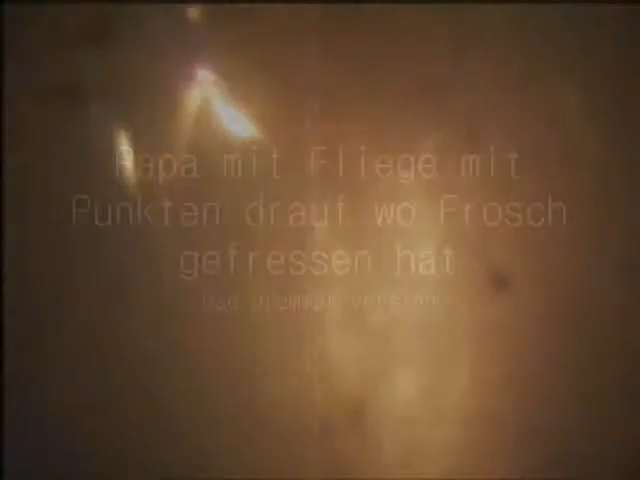 Papa mit Fliege mit
Punkten drauf wo Frosch
gefressen hat